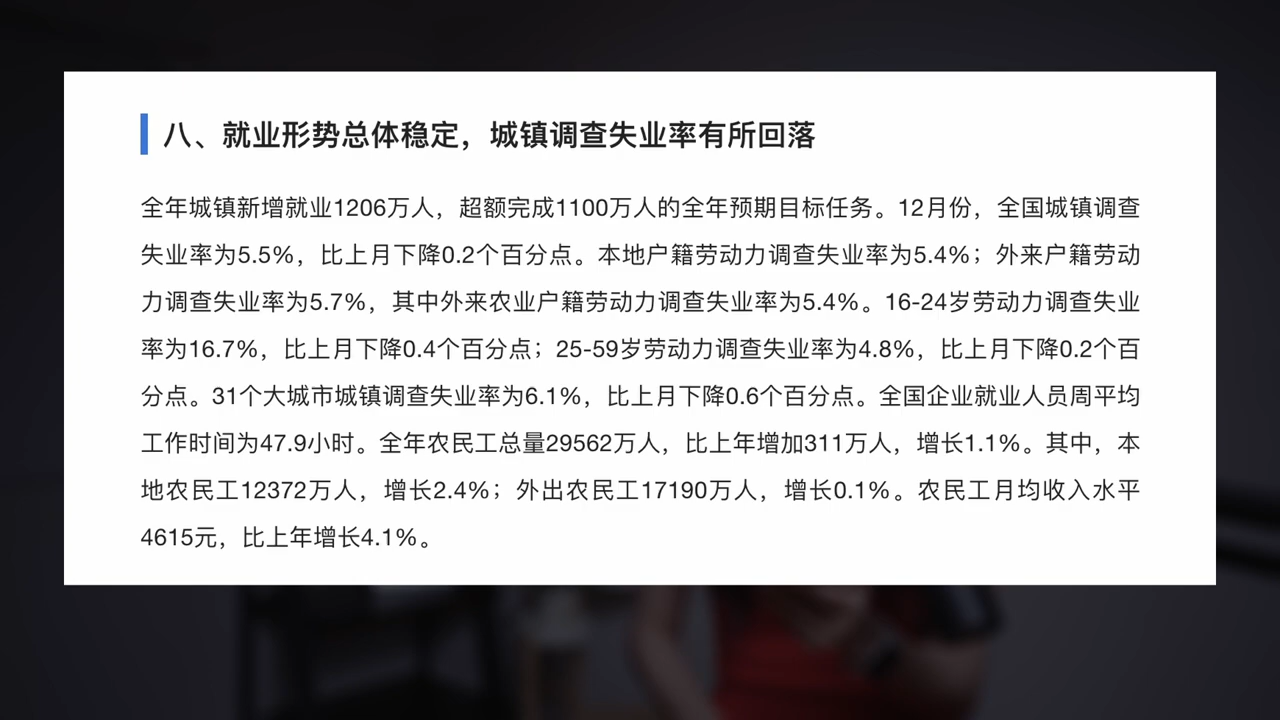 八、就业形势总体稳定，城镇调查失业率有所回落
全年城镇新增就业1206万人，超额完成1100万人的全年预期目标任务。12月份，全国城镇调查
失业率为5.5%，比上月下降0.2个百分点。本地户籍劳动力调查失业率为5.4%；外来户籍劳动
力调查失业率为5.7%，其中外来农业户籍劳动力调查失业率为5.4%。16-24岁劳动力调查失业
率为16.7%，比上月下降0.4个百分点；25-59岁劳动力调查失业率为4.8%，比上月下降0.2个百
分点。31个大城市城镇调查失业率为6.1%，比上月下降0.6个百分点。全国企业就业人员周平均
工作时间为47.9小时。全年农民工总量29562万人，比上年增加311万人，增长1.1%。其中，本
地农民工12372万人，增长2.4%；外出农民工17190万人，增长0.1%。农民工月均收入水平
4615元，比上年增长4.1%。